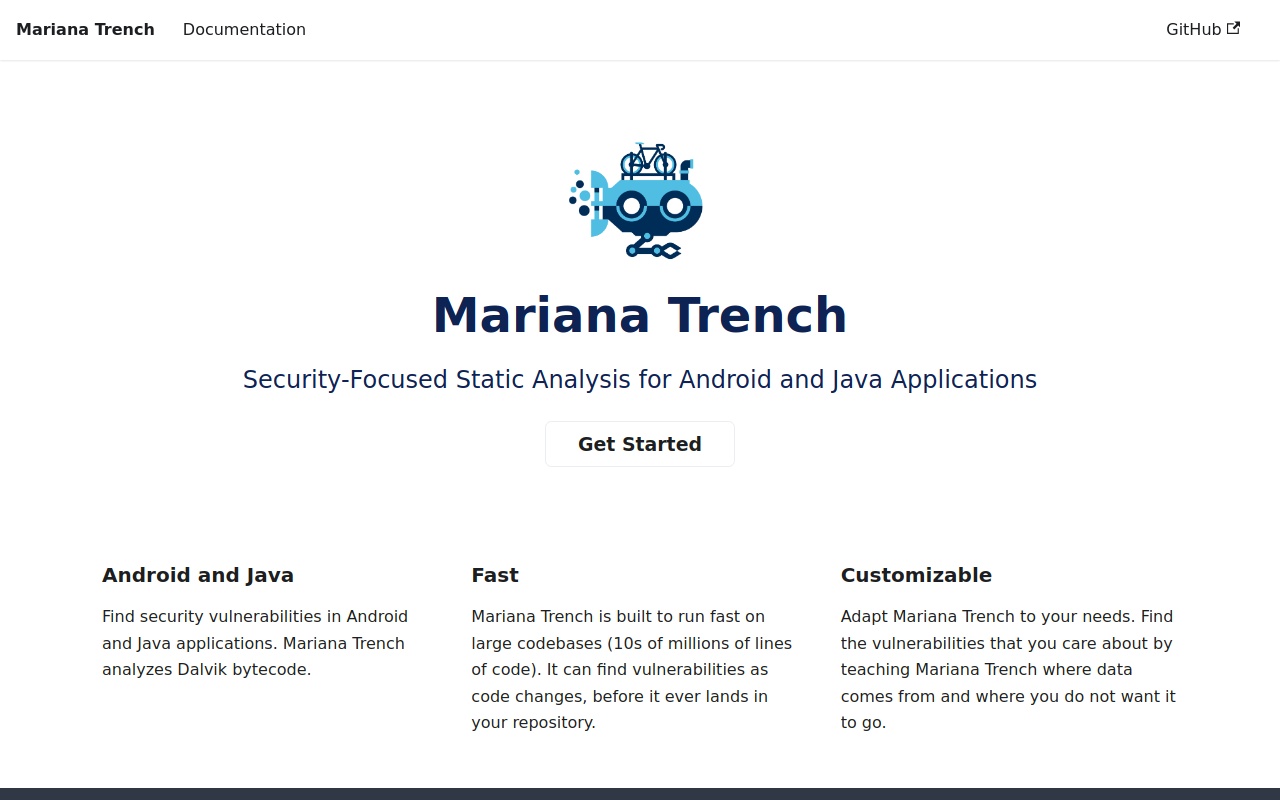 Mariana Trench
Documentation
GitHub
Mariana Trench
Security-Focused Static Analysis for Android and Java Applications
Get Started
Android and Java
Find security vulnerabilities in Android
and Java applications. Mariana Trench
analyzes Dalvik bytecode.
Fast
Mariana Trench is built to run fast on
large codebases (10s of millions of lines
of code). It can find vulnerabilities as
code changes, before it ever lands in
your repository.
Customizable
Adapt Mariana Trench to your needs. Find
the vulnerabilities that you care about by
teaching Mariana Trench where data
comes from and where you do not want it
to go.